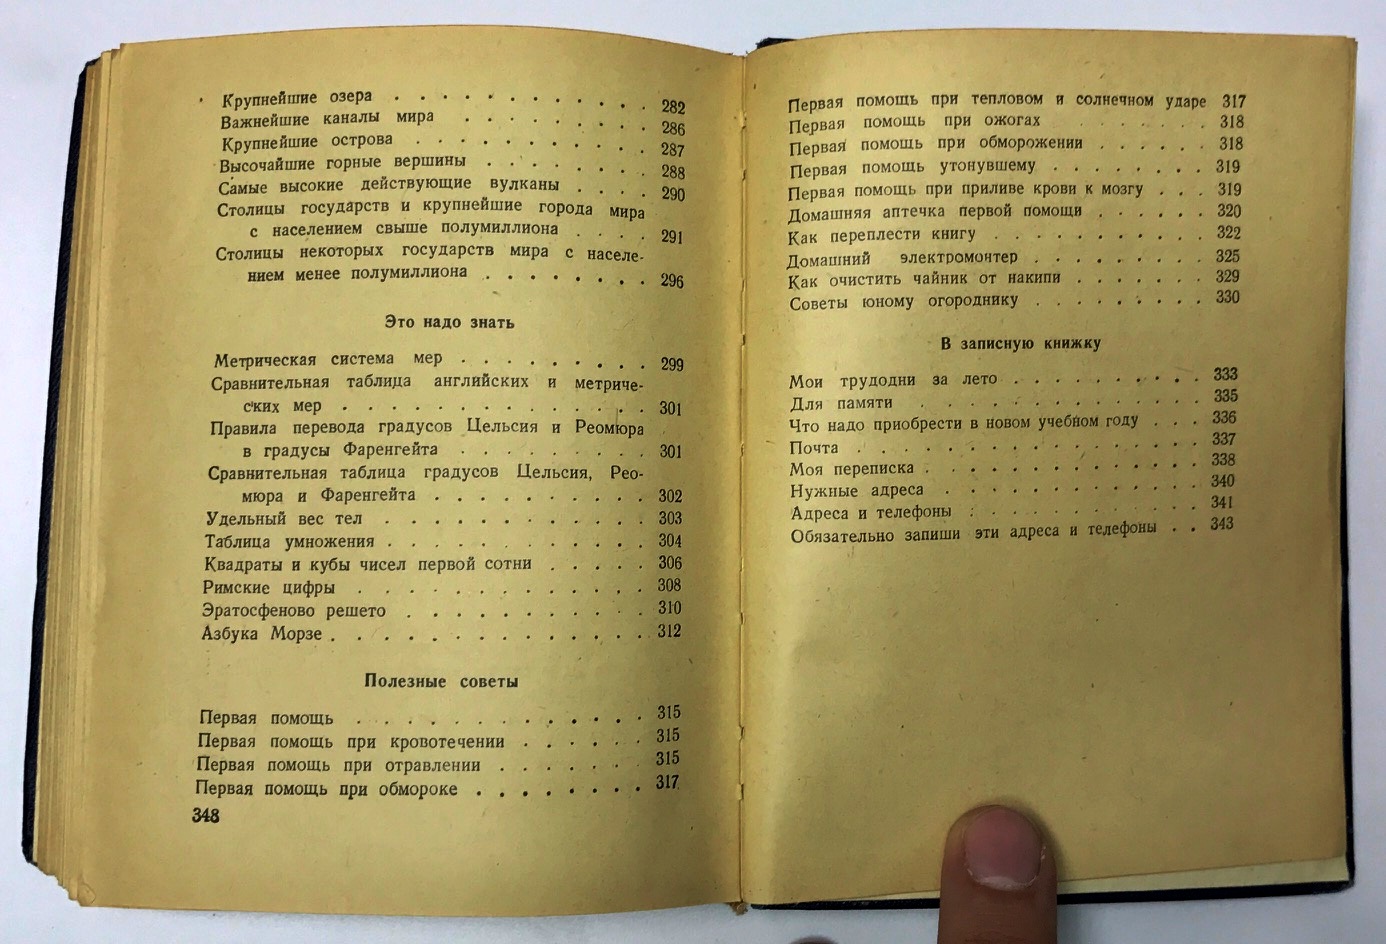 Крупнейшие озера . . . . . . . . . . . . 282
Важнейшие каналы мира . . . . . . . . . 286
Крупнейшие острова . . . . . . . . . . . 287
Высочайшие горные вершины . . . . . . . 288
Самые высокие действующие вулканы . . . . 290
Столицы государств и крупнейшие города мира
с населением свыше полумиллиона . . . . 291
Столицы некоторых государств мира с населе-
нием менее полумиллиона . . . . . . . 296
Это надо знать
Метрическая система мер . . . . . . . . 299
Сравнительная таблица английских и метриче-
ских мер . . . . . . . . . . . . . 301
Правила перевода градусов Цельсия и Реомюра
в градусы Фаренгейта . . . . . . . . 301
Сравнительная таблица градусов Цельсия, Рео-
мюра и Фаренгейта . . . . . . . . . 302
Удельный вес тел . . . . . . . . . . . 303
Таблица умножения . . . . . . . . . . . 304
Квадраты и кубы чисел первой сотни . . . . . 306
Римские цифры . . . . . . . . . . . . 308
Эратосфеново решето . . . . . . . . . . 310
Азбука Морзе . . . . . . . . . . . . . 312
Полезные советы
Первая помощь . . . . . . . . . . . . 315
Первая помощь при кровотечении . . . . . . 315
Первая помощь при отравлении . . . . . . . 315
Первая помощь при обмороке . . . . . . . . 317
348
Первая помощь при тепловом и солнечном ударе 317
Первая помощь при ожогах . . . . . . . 318
Первая помощь при обморожении . . . . . . 318
Первая помощь утонувшему . . . . . . . . 319
Первая помощь при приливе крови к мозгу . . . 319
Домашняя аптечка первой помощи . . . . . . 320
Как переплести книгу . . . . . . . . . . 322
Домашний электромонтер . . . . . . . . . 325
Как очистить чайник от накипи . . . . . . . 329
Советы юному огороднику . . . . . . . . . 330
В записную книжку
Мои трудодни за лето . . . . . . . . . . 333
Для памяти . . . . . . . . . . . . . 335
Что надо приобрести в новом учебном году . . . 336
Почта . . . . . . . . . . . . . . . 337
Моя переписка . . . . . . . . . . . . . 338
Нужные адреса . . . . . . . . . . . . 340
Адреса и телефоны . . . . . . . . . . . 341
Обязательно запиши эти адреса и телефоны . . 343